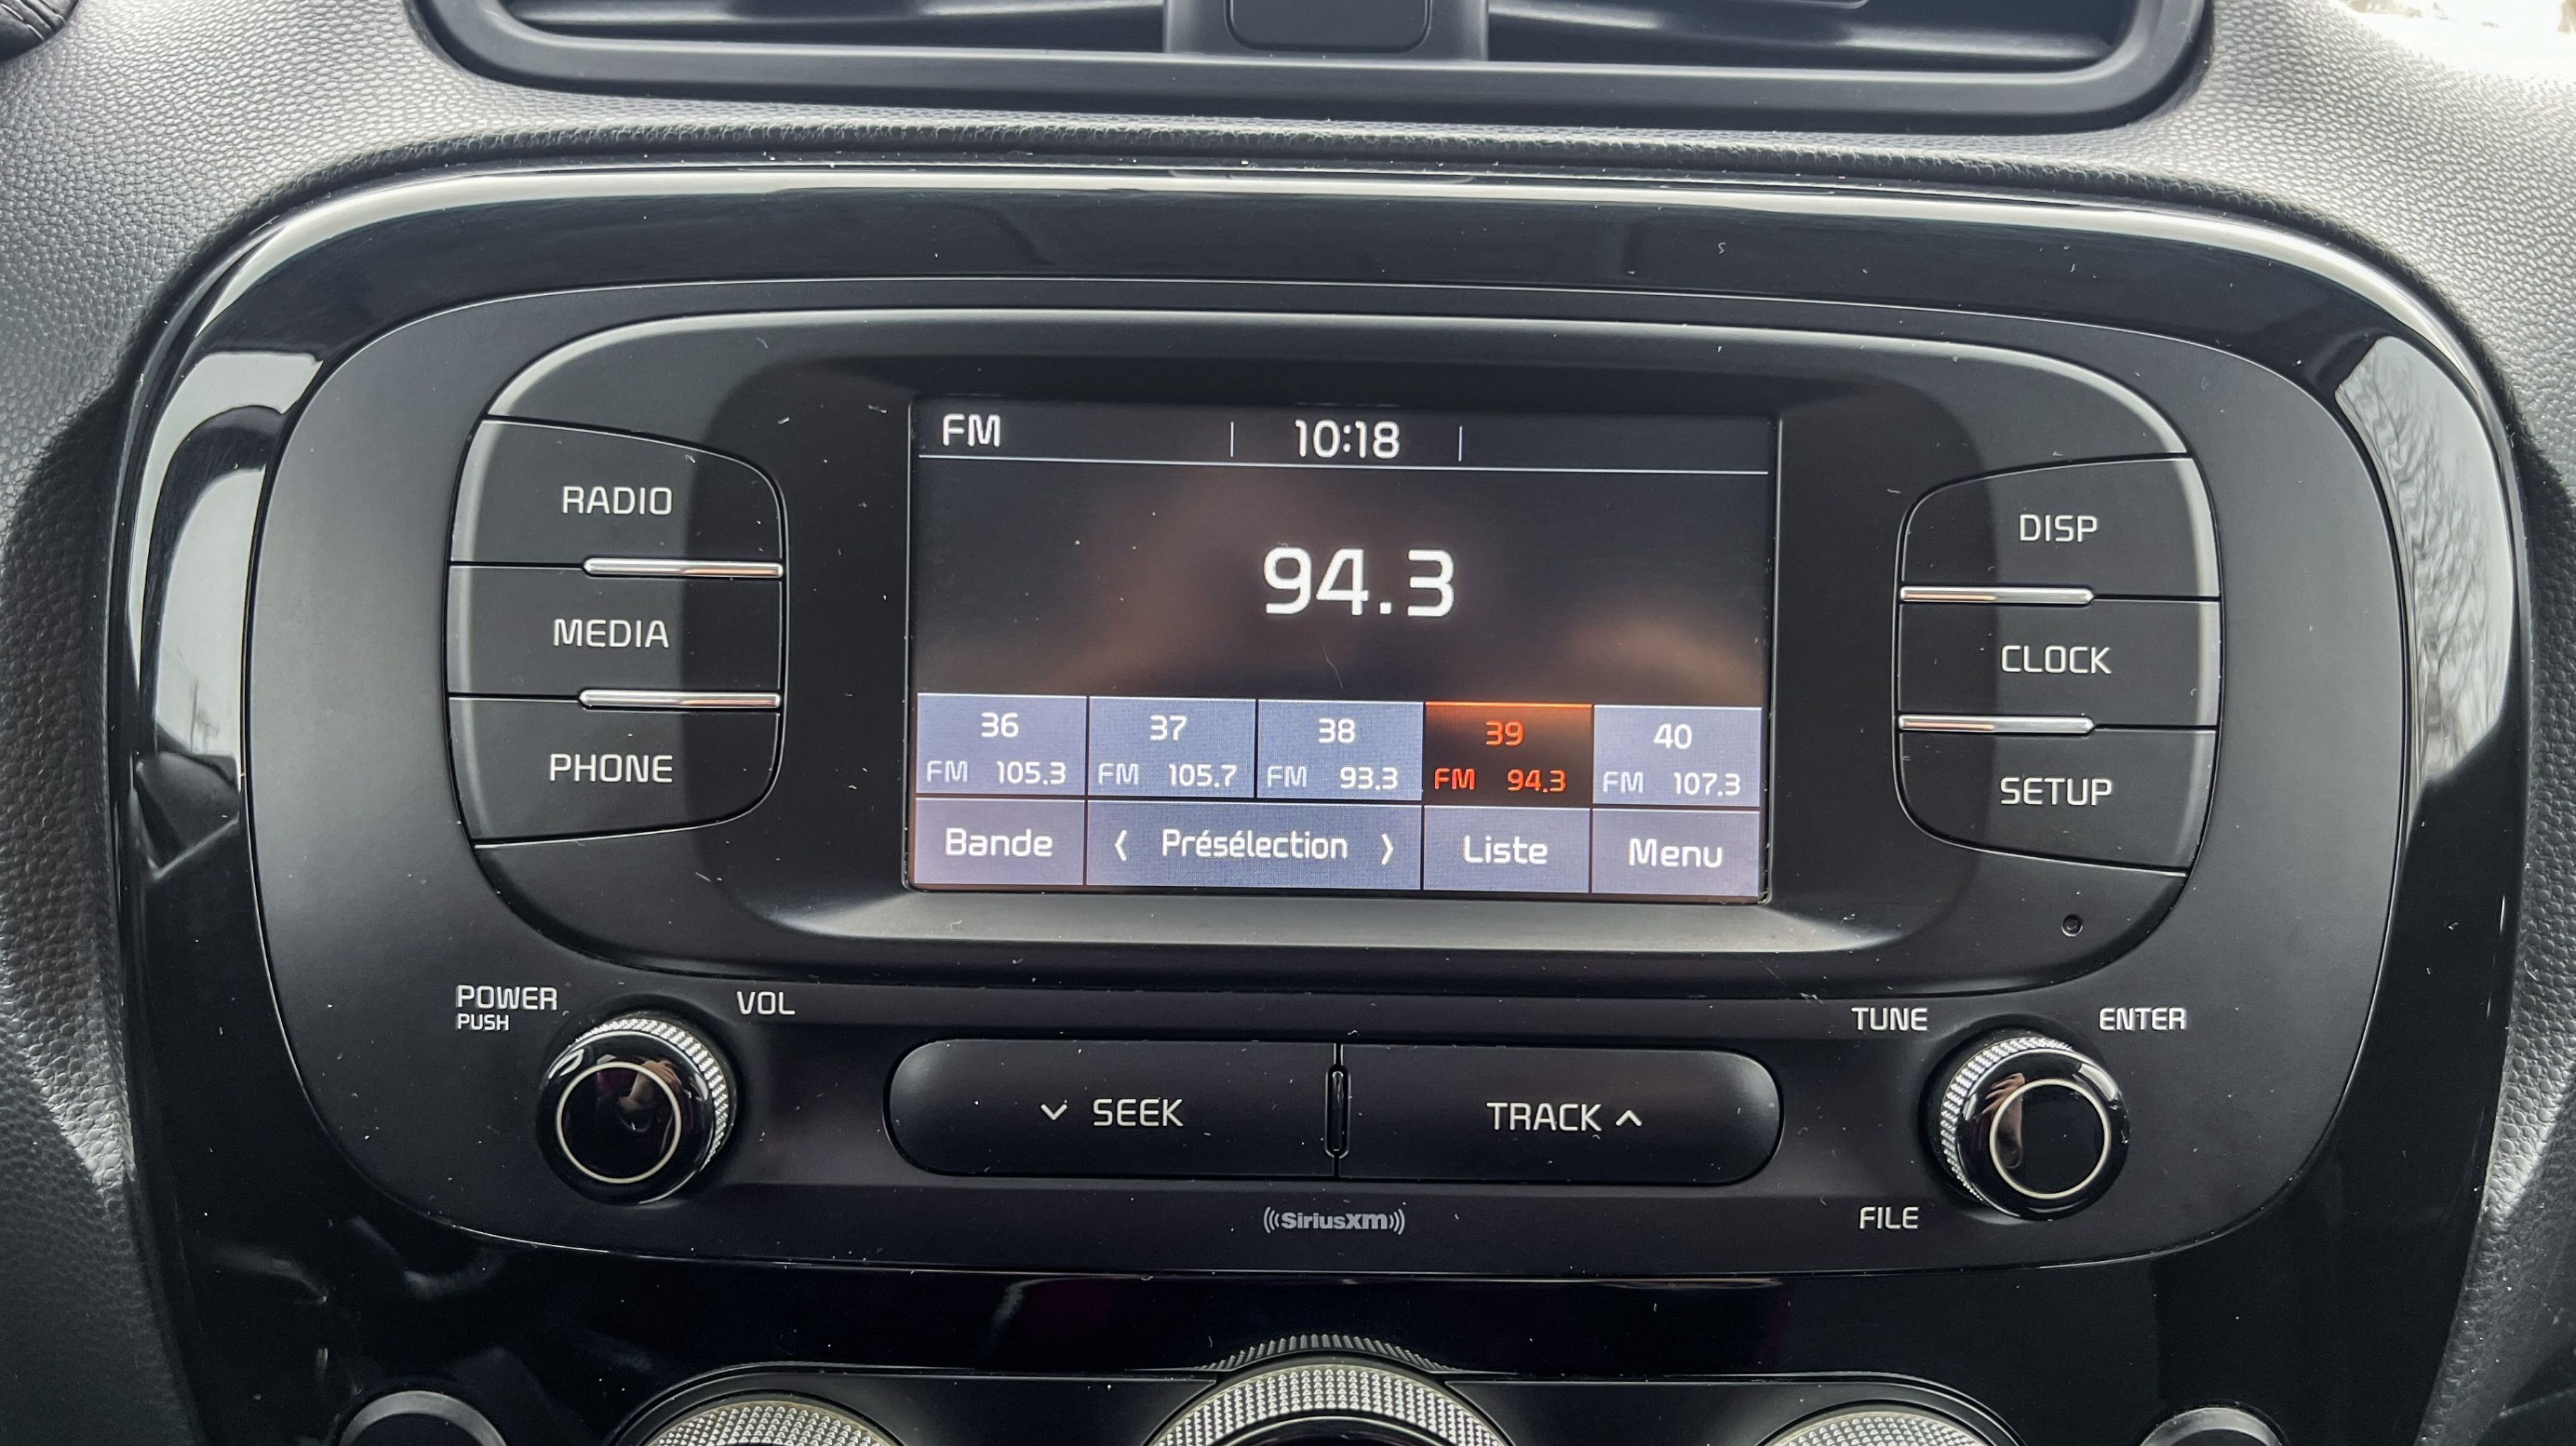 FM 10:18
RADIO
MEDIA
PHONE
94.3
36 37 38 39 40
FM 105.3 FM 105.7 FM 93.3 FM 94.3 FM 107.3
Bande ⟨ Présélection ⟩ Liste Menu
DISP
CLOCK
SETUP
POWER
PUSH
VOL
SEEK
TRACK
TUNE
ENTER
FILE
SiriusXM